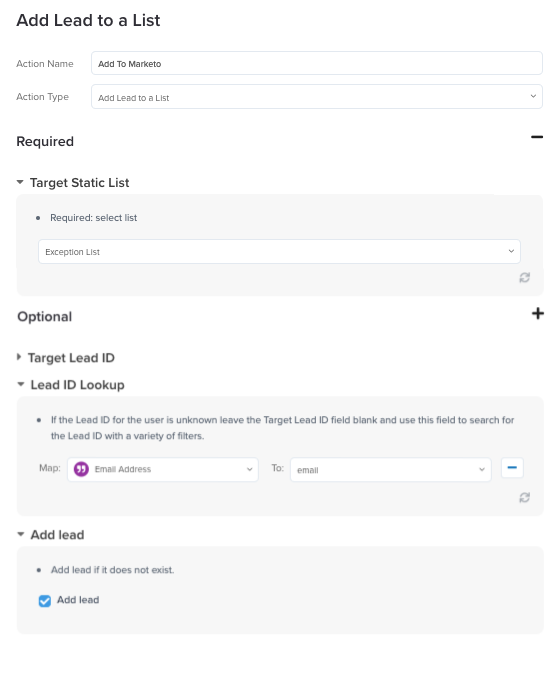 Add Lead to a List
Action Name Add To Marketo
Action Type Add Lead to a List
Required
Target Static List
Required: select list
Exception List
Optional
Target Lead ID
Lead ID Lookup
If the Lead ID for the user is unknown leave the Target Lead ID field blank and use this field to search for
the Lead ID with a variety of filters.
Map: Email Address To: email
Add lead
Add lead if it does not exist.
Add lead